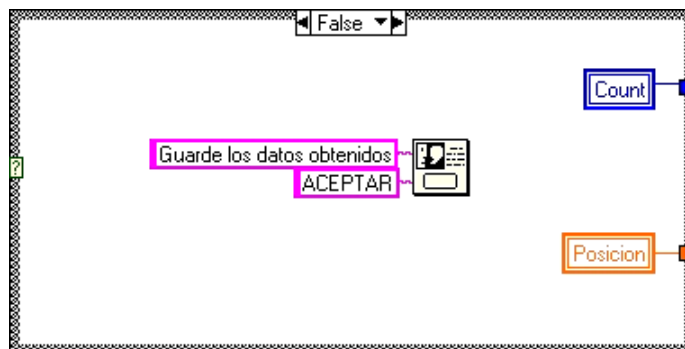 False
Count
Guarde los datos obtenidos
ACEPTAR
?
Posicion